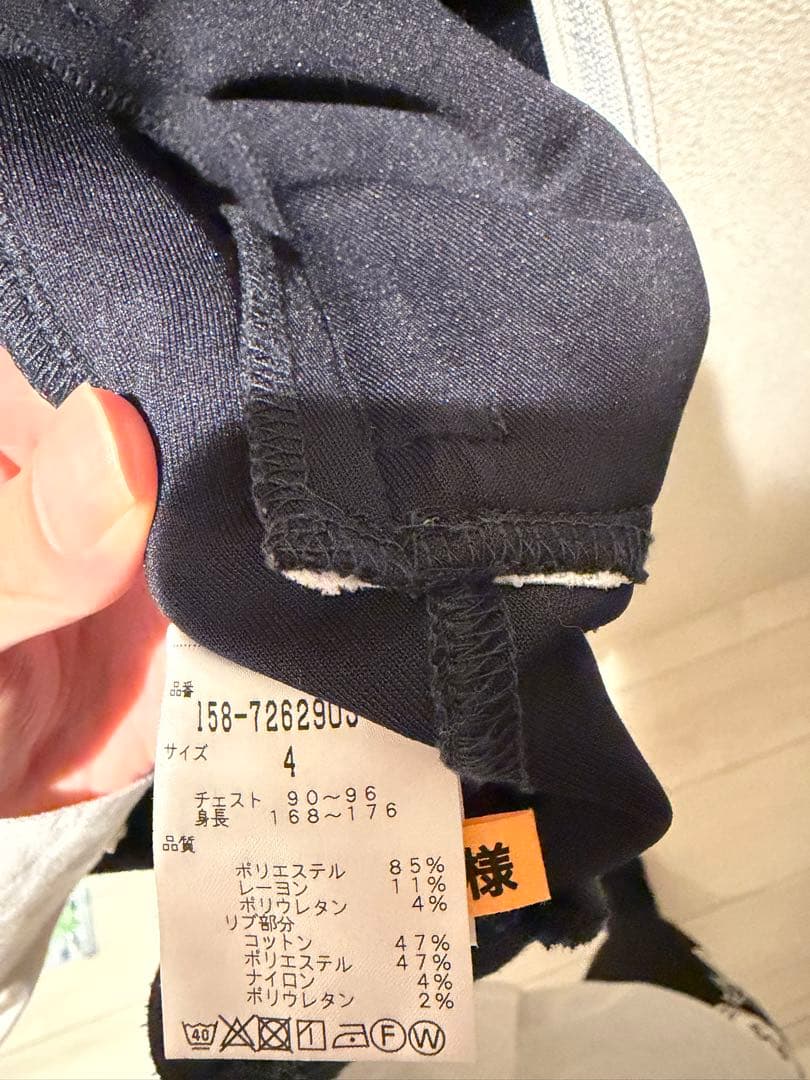 品番
158-7262903
サイズ
4
チェスト 90～96
身長 168～176
品質
ポリエステル 85%
レーヨン 11%
ポリウレタン 4%
リブ部分
コットン 47%
ポリエステル 47%
ナイロン 4%
ポリウレタン 2%
40 F W
様